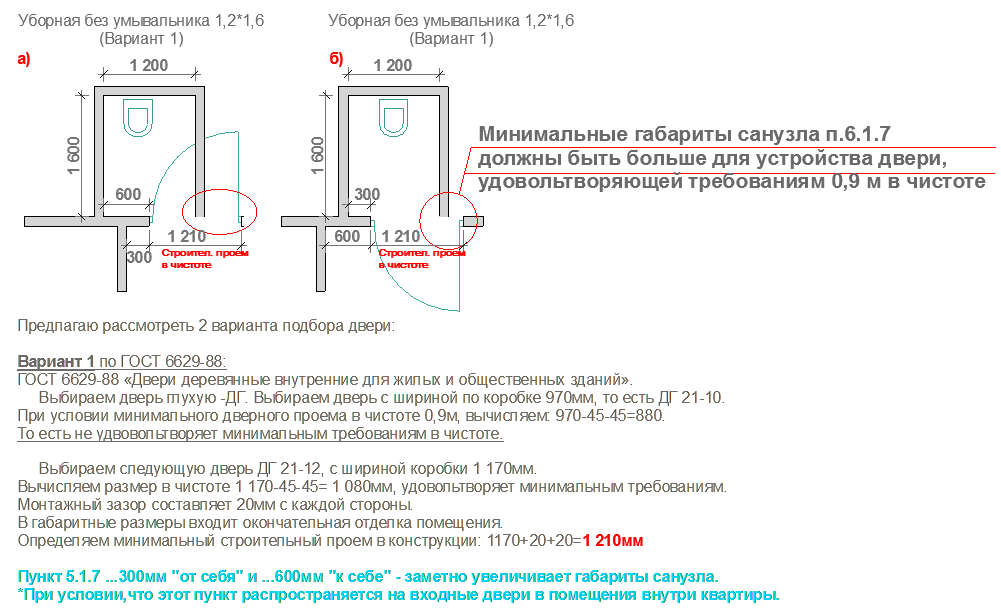 Уборная без умывальника 1,2*1,6
(Вариант 1)
а)
1 200
1 600
600
1 210
300
Строител. проем
в чистоте
Уборная без умывальника 1,2*1,6
(Вариант 1)
б)
1 200
1 600
300
600
1 210
Строител. проем
в чистоте
Минимальные габариты санузла п.6.1.7
должны быть больше для устройства двери,
удовольтворяющей требованиям 0,9 м в чистоте
Предлагаю рассмотреть 2 варианта подбора двери:
Вариант 1 по ГОСТ 6629-88:
ГОСТ 6629-88 «Двери деревянные внутренние для жилых и общественных зданий».
Выбираем дверь глухую -ДГ. Выбираем дверь с шириной по коробке 970мм, то есть ДГ 21-10.
При условии минимального дверного проема в чистоте 0,9м, вычисляем: 970-45-45=880.
То есть не удвовольтворяет минимальным требованиям в чистоте.
Выбираем следующую дверь ДГ 21-12, с шириной коробки 1 170мм.
Вычисляем размер в чистоте 1 170-45-45= 1 080мм, удовольтворяет минимальным требованиям.
Монтажный зазор составляет 20мм с каждой стороны.
В габаритные размеры входит окончательная отделка помещения.
Определяем минимальный строительный проем в конструкции: 1170+20+20=1 210мм
Пункт 5.1.7 ...300мм "от себя" и ...600мм "к себе" - заметно увеличивает габариты санузла.
*При условии,что этот пункт распространяется на входные двери в помещения внутри квартиры.